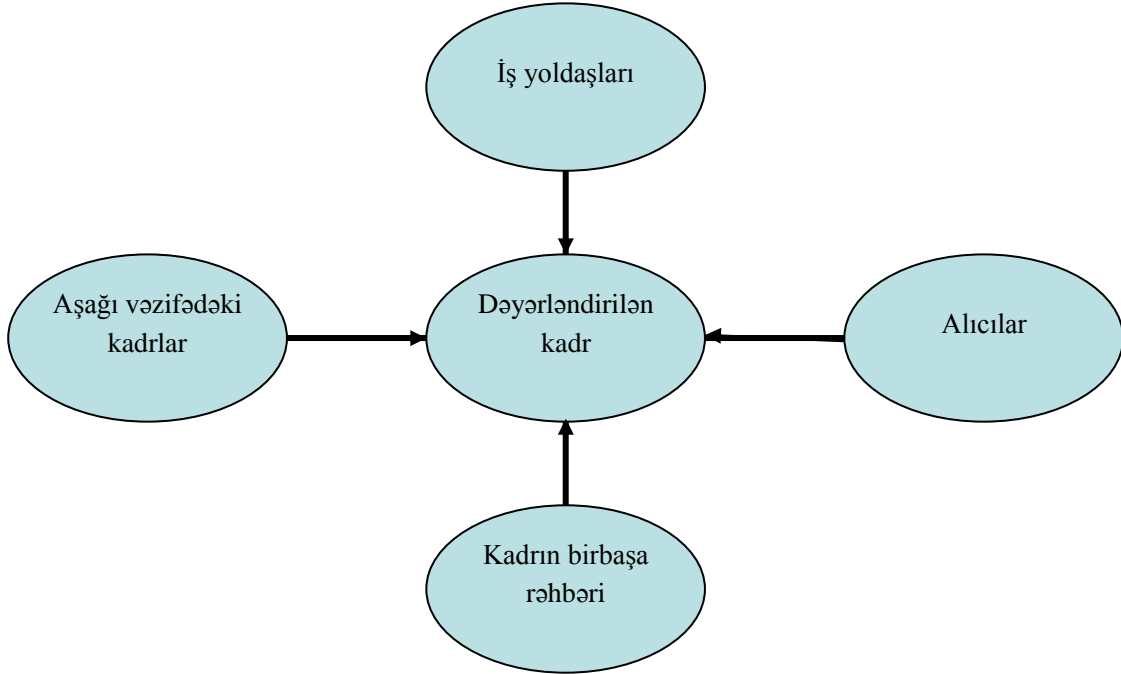 İş yoldaşları
Aşağı vəzifədəki
kadrlar
Dəyərləndirilən
kadr
Alıcılar
Kadrın birbaşa
rəhbəri